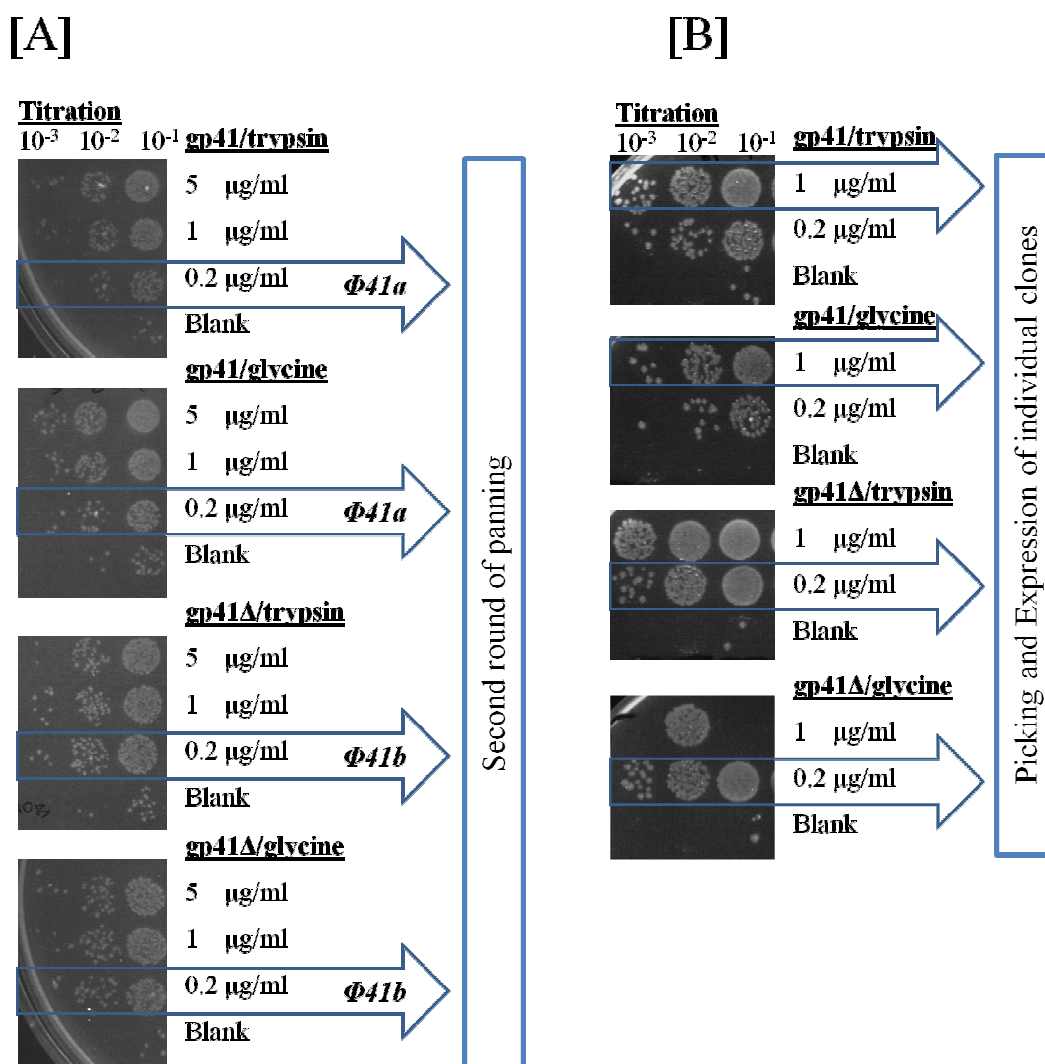 [A]
Titration
10⁻³ 10⁻² 10⁻¹ gp41/trypsin
5 µg/ml
1 µg/ml
0.2 µg/ml Φ41a
Blank
gp41/glycine
5 µg/ml
1 µg/ml
0.2 µg/ml Φ41a
Blank
gp41Δ/trypsin
5 µg/ml
1 µg/ml
0.2 µg/ml Φ41b
Blank
gp41Δ/glycine
5 µg/ml
1 µg/ml
0.2 µg/ml Φ41b
Blank
Second round of panning
[B]
Titration
10⁻³ 10⁻² 10⁻¹ gp41/trypsin
1 µg/ml
0.2 µg/ml
Blank
gp41/glycine
1 µg/ml
0.2 µg/ml
Blank
gp41Δ/trypsin
1 µg/ml
0.2 µg/ml
Blank
gp41Δ/glycine
1 µg/ml
0.2 µg/ml
Blank
Picking and Expression of individual clones